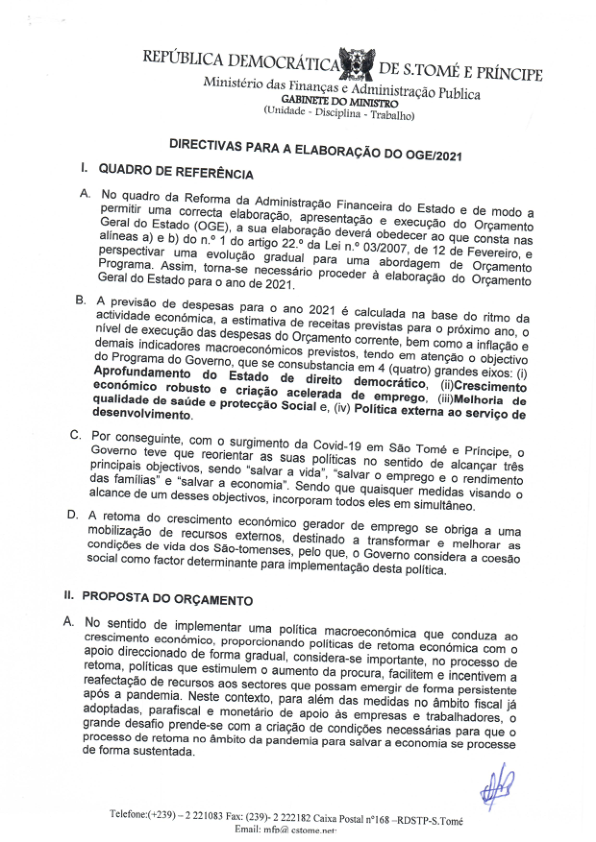 REPÚBLICA DEMOCRÁTICA DE S.TOMÉ E PRÍNCIPE
Ministério das Finanças e Administração Publica
GABINETE DO MINISTRO
(Unidade - Disciplina - Trabalho)
DIRECTIVAS PARA A ELABORAÇÃO DO OGE/2021
I. QUADRO DE REFERÊNCIA
A. No quadro da Reforma da Administração Financeira do Estado e de modo a
permitir uma correcta elaboração, apresentação e execução do Orçamento
Geral do Estado (OGE), a sua elaboração deverá obedecer ao que consta nas
alíneas a) e b) do n.º 1 do artigo 22.º da Lei n.º 03/2007, de 12 de Fevereiro, e
perspectivar uma evolução gradual para uma abordagem de Orçamento
Programa. Assim, torna-se necessário proceder à elaboração do Orçamento
Geral do Estado para o ano de 2021.
B. A previsão de despesas para o ano 2021 é calculada na base do ritmo da
actividade económica, a estimativa de receitas previstas para o próximo ano, o
nível de execução das despesas do Orçamento corrente, bem como a inflação e
demais indicadores macroeconómicos previstos, tendo em atenção o objectivo
do Programa do Governo, que se consubstancia em 4 (quatro) grandes eixos: (i)
Aprofundamento do Estado de direito democrático, (ii)Crescimento
económico robusto e criação acelerada de emprego, (iii)Melhoria de
qualidade de saúde e protecção Social e, (iv) Política externa ao serviço de
desenvolvimento.
C. Por conseguinte, com o surgimento da Covid-19 em São Tomé e Príncipe, o
Governo teve que reorientar as suas políticas no sentido de alcançar três
principais objectivos, sendo “salvar a vida”, “salvar o emprego e o rendimento
das famílias” e “salvar a economia”. Sendo que quaisquer medidas visando o
alcance de um desses objectivos, incorporam todos eles em simultâneo.
D. A retoma do crescimento económico gerador de emprego se obriga a uma
mobilização de recursos externos, destinado a transformar e melhorar as
condições de vida dos São-tomenses, pelo que, o Governo considera a coesão
social como factor determinante para implementação desta política.
II. PROPOSTA DO ORÇAMENTO
A. No sentido de implementar uma política macroeconómica que conduza ao
crescimento económico, proporcionando políticas de retoma económica com o
apoio direccionado de forma gradual, considera-se importante, no processo de
retoma, políticas que estimulem o aumento da procura, facilitem e incentivem a
reafectação de recursos aos sectores que possam emergir de forma persistente
após a pandemia. Neste contexto, para além das medidas no âmbito fiscal já
adoptadas, parafiscal e monetário de apoio às empresas e trabalhadores, o
grande desafio prende-se com a criação de condições necessárias para que o
processo de retoma no âmbito da pandemia para salvar a economia se processe
de forma sustentada.
Telefone:(+239) – 2 221083 Fax: (239)- 2 222182 Caixa Postal nº168 –RDSTP-S.Tomé
Email: mfp@ cstome.net